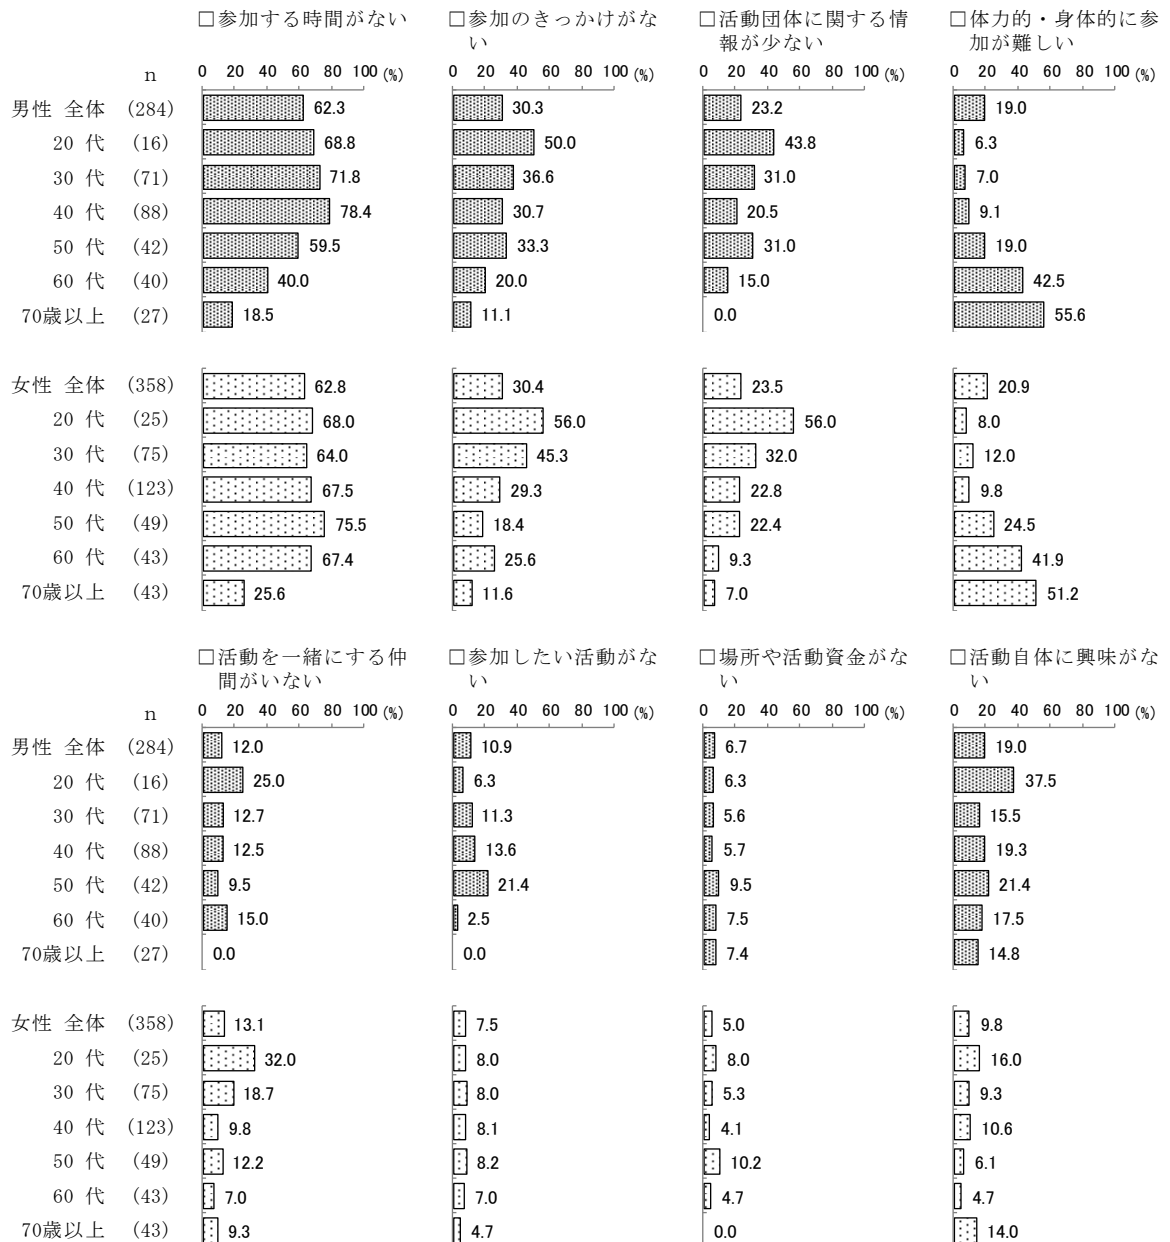 □参加する時間がない □参加のきっかけがな □活動団体に関する情 □体力的・身体的に参
い 報が少ない 加が難しい
n 0 20 40 60 80 100 (%) 0 20 40 60 80 100 (%) 0 20 40 60 80 100 (%) 0 20 40 60 80 100 (%)
男性 全体 (284) 62.3 30.3 23.2 19.0
20 代 (16) 68.8 50.0 43.8 6.3
30 代 (71) 71.8 36.6 31.0 7.0
40 代 (88) 78.4 30.7 20.5 9.1
50 代 (42) 59.5 33.3 31.0 19.0
60 代 (40) 40.0 20.0 15.0 42.5
70歳以上 (27) 18.5 11.1 0.0 55.6
女性 全体 (358) 62.8 30.4 23.5 20.9
20 代 (25) 68.0 56.0 56.0 8.0
30 代 (75) 64.0 45.3 32.0 12.0
40 代 (123) 67.5 29.3 22.8 9.8
50 代 (49) 75.5 18.4 22.4 24.5
60 代 (43) 67.4 25.6 9.3 41.9
70歳以上 (43) 25.6 11.6 7.0 51.2
□活動を一緒にする仲 □参加したい活動がな □場所や活動資金がな □活動自体に興味がな
間がいない い い い
n 0 20 40 60 80 100 (%) 0 20 40 60 80 100 (%) 0 20 40 60 80 100 (%) 0 20 40 60 80 100 (%)
男性 全体 (284) 12.0 10.9 6.7 19.0
20 代 (16) 25.0 6.3 6.3 37.5
30 代 (71) 12.7 11.3 5.6 15.5
40 代 (88) 12.5 13.6 5.7 19.3
50 代 (42) 9.5 21.4 9.5 21.4
60 代 (40) 15.0 2.5 7.5 17.5
70歳以上 (27) 0.0 0.0 7.4 14.8
女性 全体 (358) 13.1 7.5 5.0 9.8
20 代 (25) 32.0 8.0 8.0 16.0
30 代 (75) 18.7 8.0 5.3 9.3
40 代 (123) 9.8 8.1 4.1 10.6
50 代 (49) 12.2 8.2 10.2 6.1
60 代 (43) 7.0 7.0 4.7 4.7
70歳以上 (43) 9.3 4.7 0.0 14.0